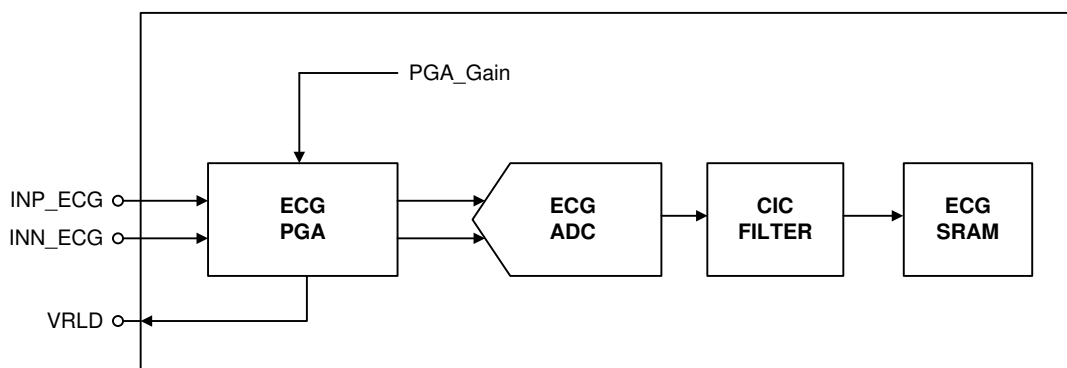 PGA_Gain
INP_ECG
INN_ECG
VRLD
ECG
PGA
ECG
ADC
CIC
FILTER
ECG
SRAM